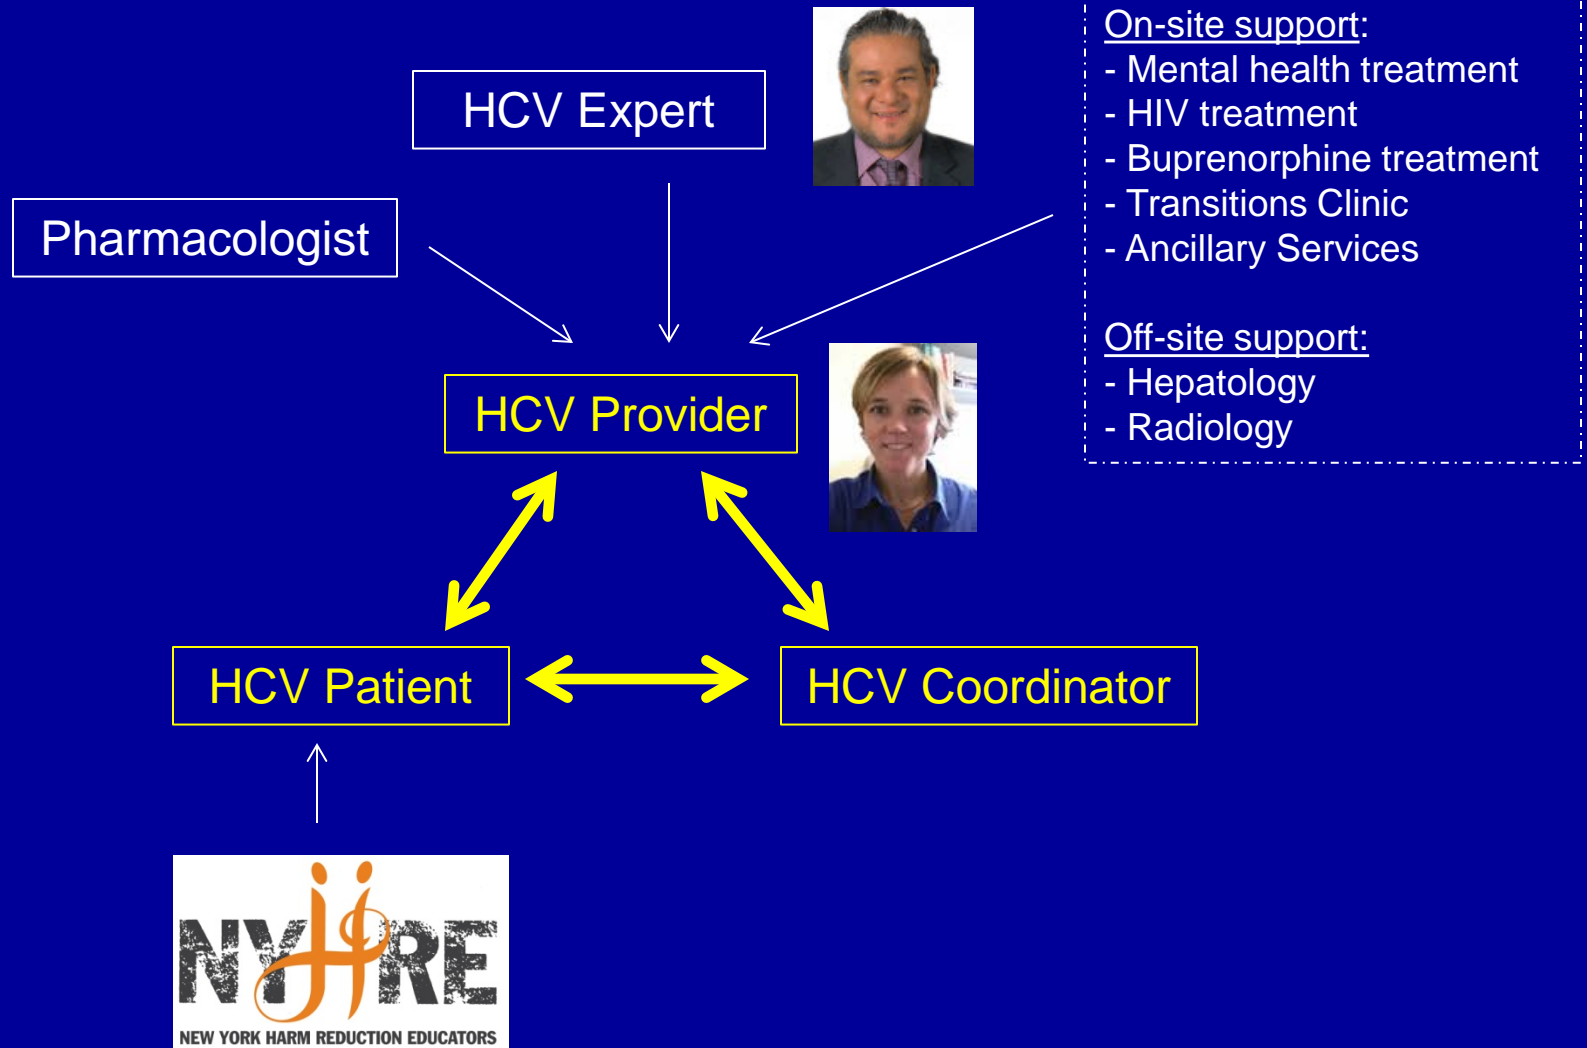 HCV Expert
Pharmacologist
On-site support:
- Mental health treatment
- HIV treatment
- Buprenorphine treatment
- Transitions Clinic
- Ancillary Services
Off-site support:
- Hepatology
- Radiology
HCV Provider
HCV Patient
HCV Coordinator
NYHRE
NEW YORK HARM REDUCTION EDUCATORS